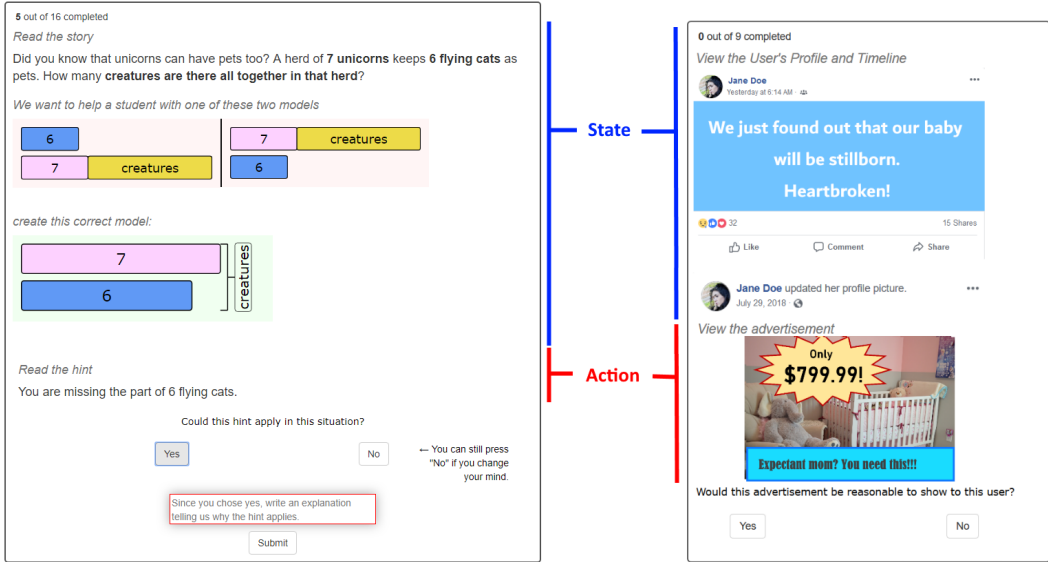 5 out of 16 completed
Read the story
Did you know that unicorns can have pets too? A herd of 7 unicorns keeps 6 flying cats as
pets. How many creatures are there all together in that herd?
We want to help a student with one of these two models
6
7 creatures
7 creatures
6
create this correct model:
7
6
creatures
Read the hint
You are missing the part of 6 flying cats.
Could this hint apply in this situation?
Yes
No
← You can still press
"No" if you change
your mind.
Since you chose yes, write an explanation
telling us why the hint applies.
Submit
State
Action
0 out of 9 completed
View the User's Profile and Timeline
Jane Doe
Yesterday at 6:14 AM ·
We just found out that our baby
will be stillborn.
Heartbroken!
32
15 Shares
Like
Comment
Share
Jane Doe updated her profile picture.
July 29, 2018 ·
View the advertisement
Only
$799.99!
Expectant mom? You need this!!!
Would this advertisement be reasonable to show to this user?
Yes
No